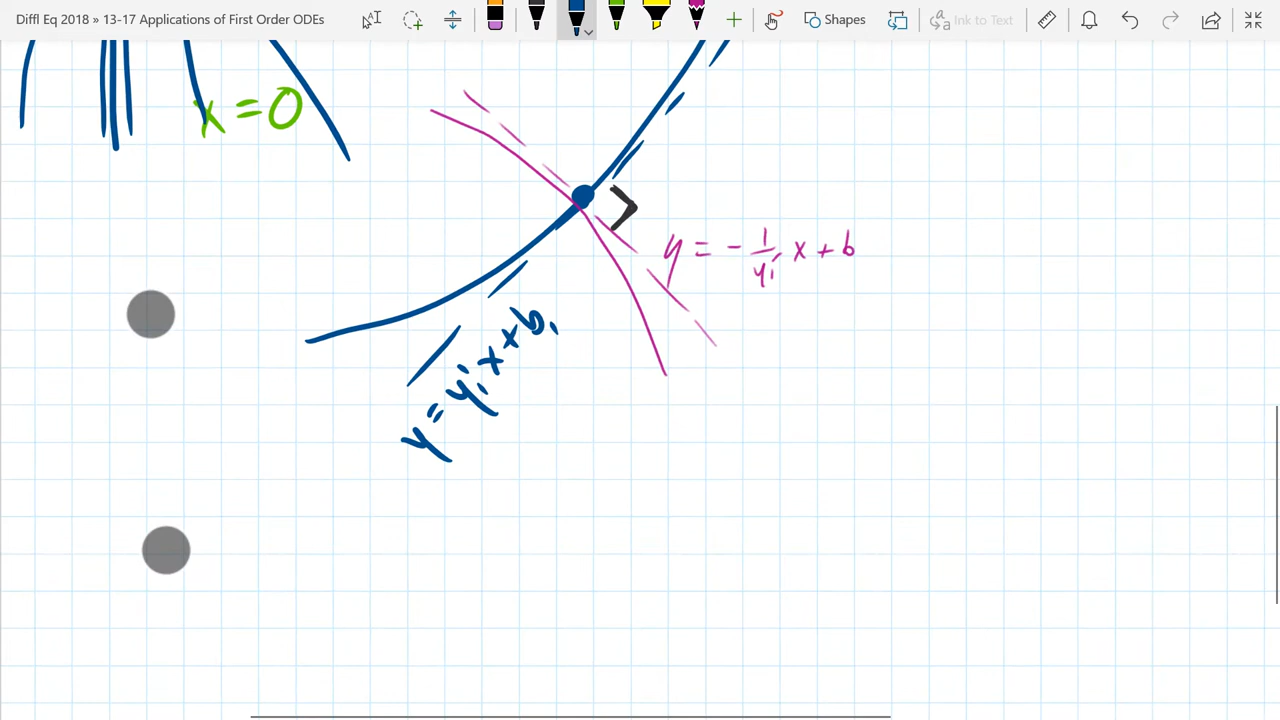 Diffl Eq 2018 » 13-17 Applications of First Order ODEs
Shapes
Ink to Text
x = 0
y = - 1/y₁' x + b
y = y₁' x + b₁